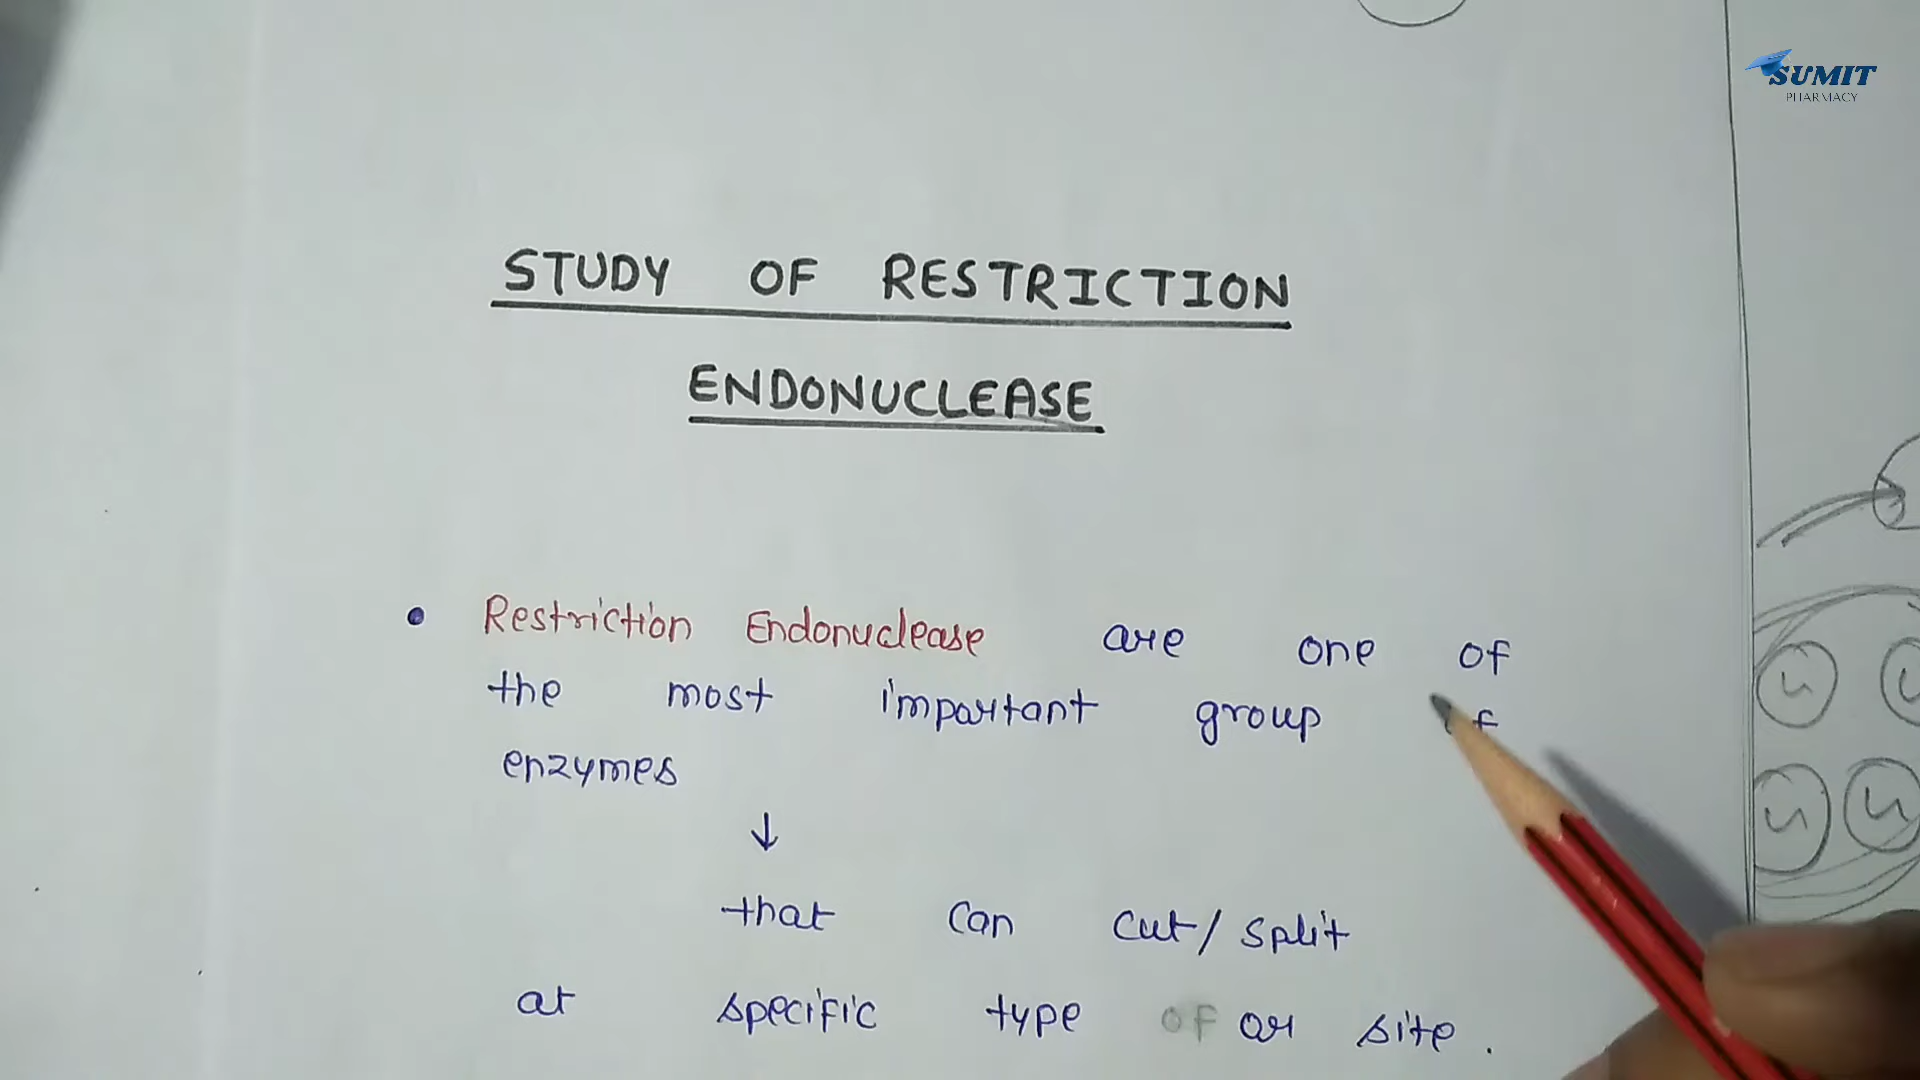 SUMIT
PHARMACY
STUDY OF RESTRICTION
ENDONUCLEASE
• Restriction Endonuclease are one of
the most important group of
enzymes
↓
that can cut/split
at specific type of or site.